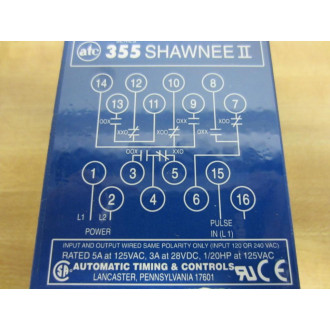 atc 355 SHAWNEE II
14 12 10 8
13 11 9 7
OOX XXO OXX XOO OXX XOO
OOX XXO
1 3 4 5 15
2 6 16
L1 L2 PULSE
POWER IN (L1)
INPUT AND OUTPUT WIRED SAME POLARITY ONLY (INPUT 120 OR 240 VAC)
RATED 5A at 125VAC, 3A at 28VDC, 1/20HP at 125VAC
AUTOMATIC TIMING & CONTROLS
LANCASTER, PENNSYLVANIA 17601